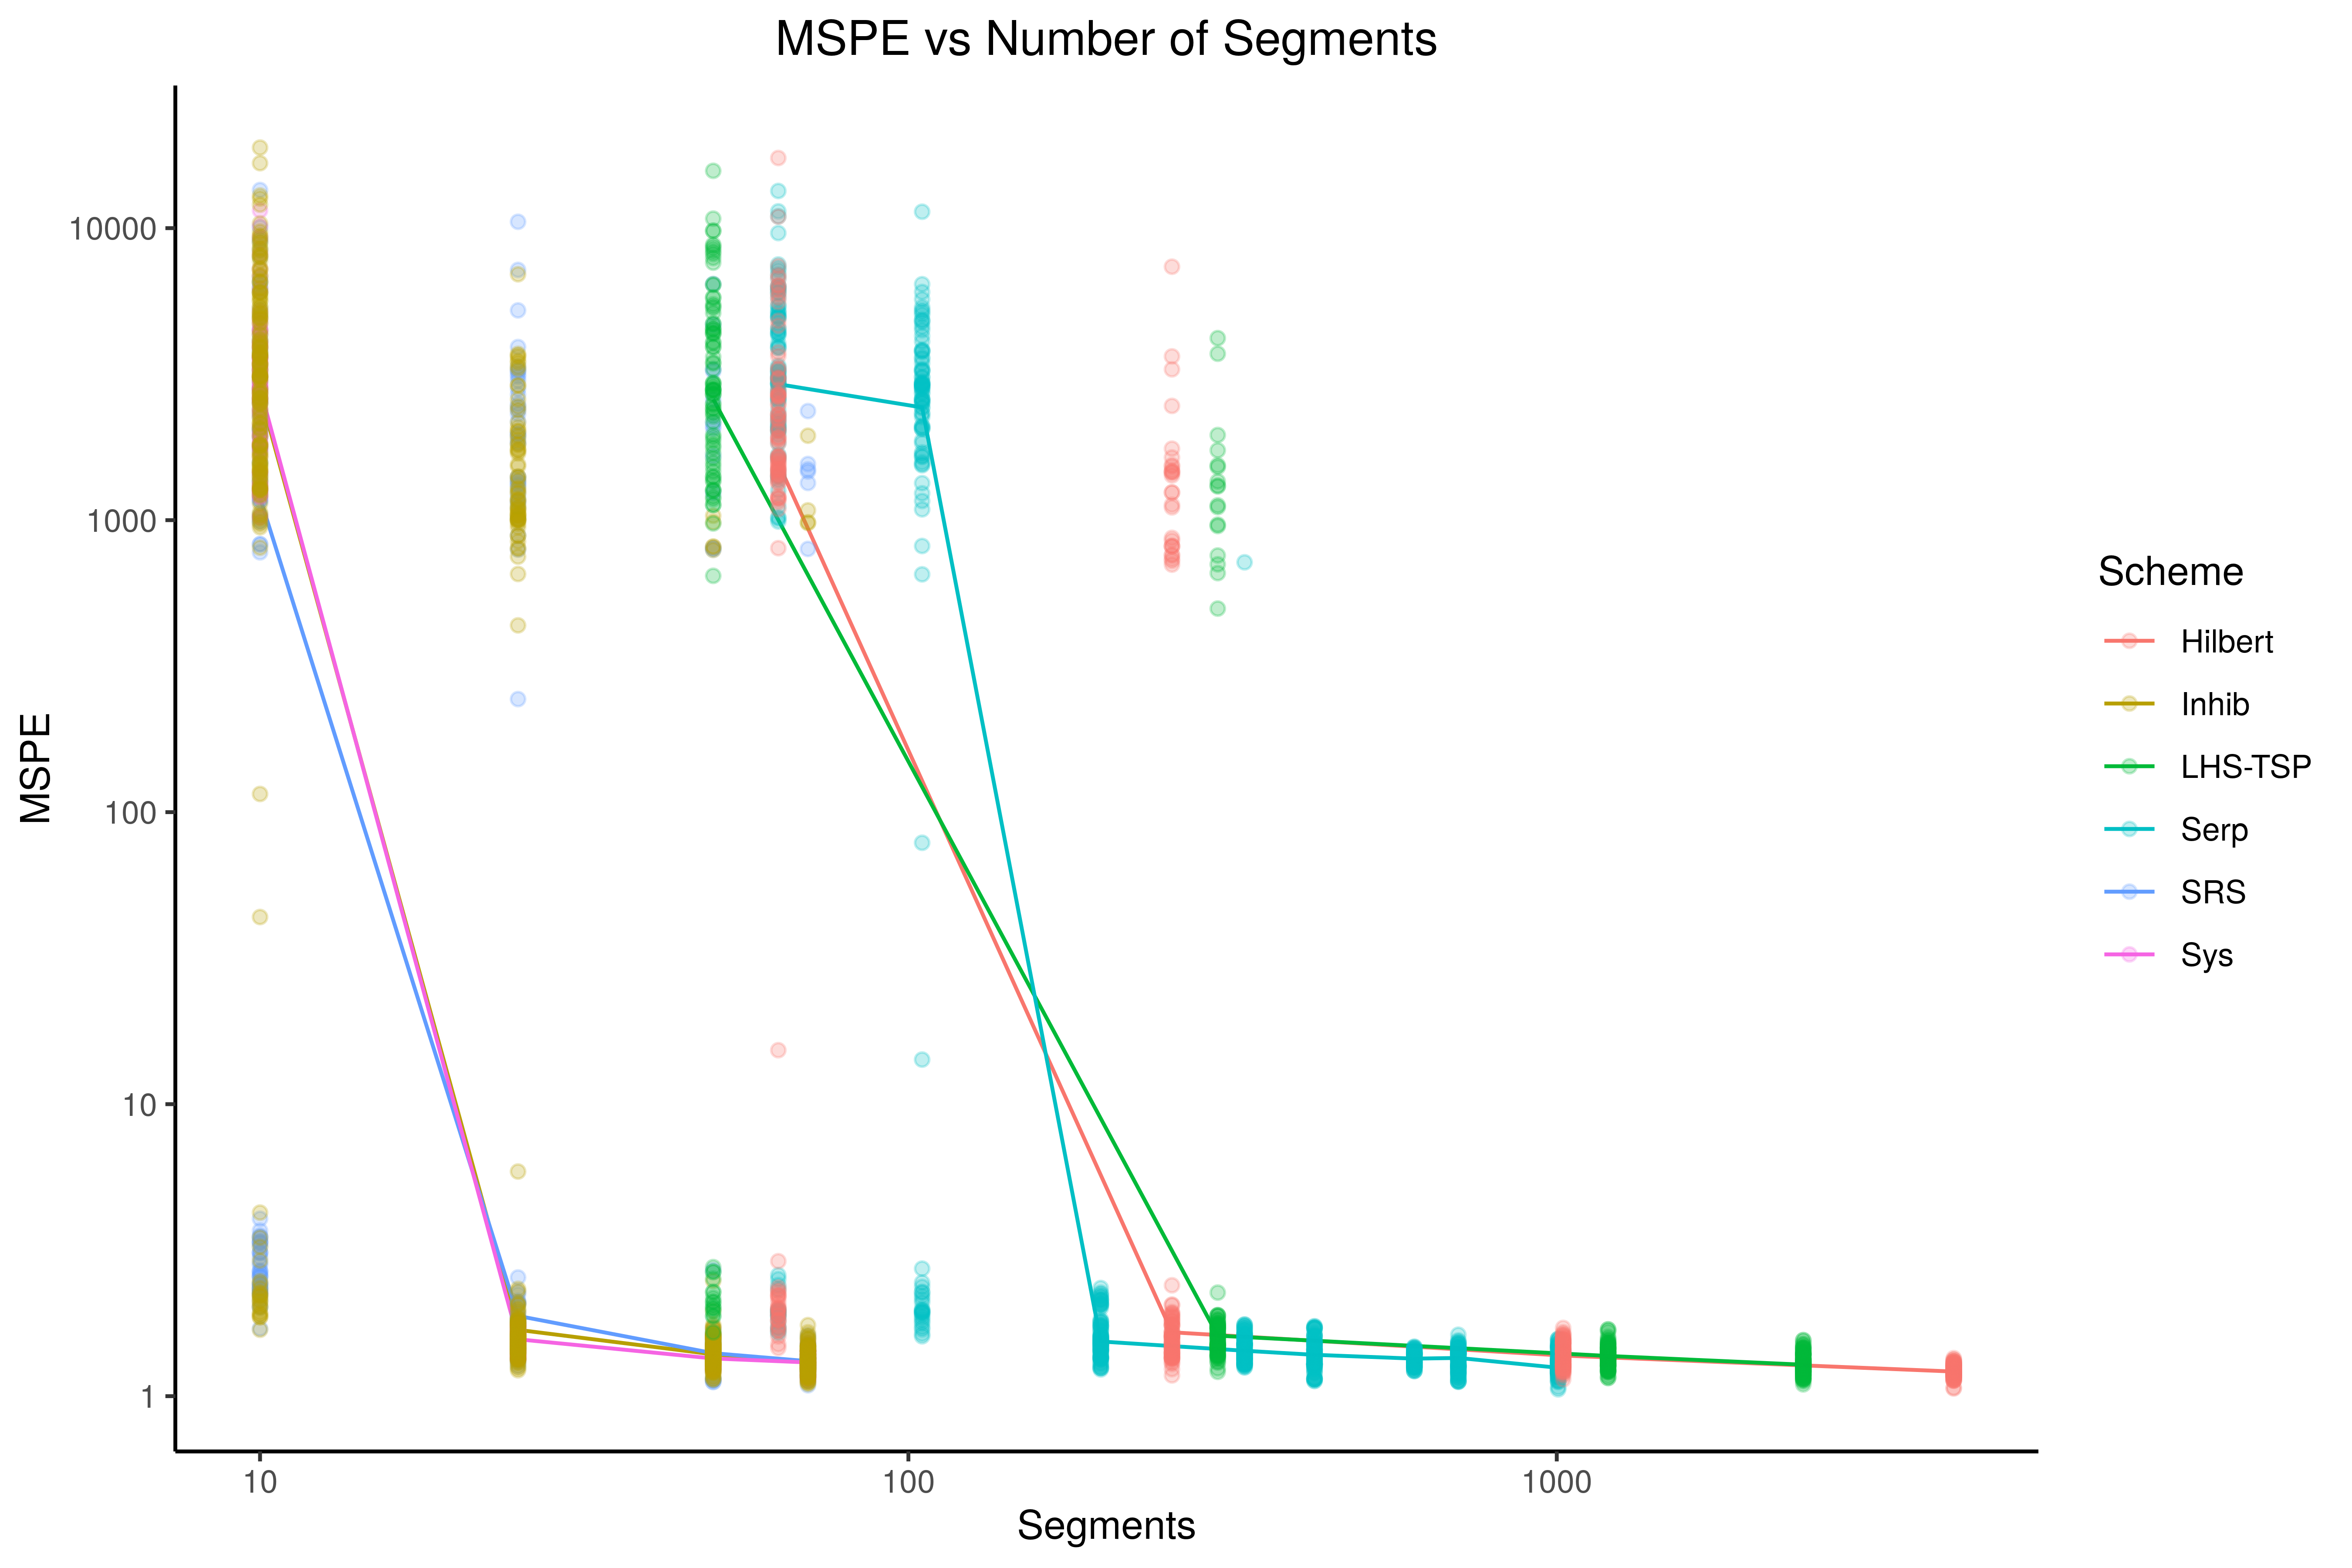 MSPE vs Number of Segments
MSPE
10000
1000
100
10
1
10
100
1000
Segments
Scheme
Hilbert
Inhib
LHS-TSP
Serp
SRS
Sys